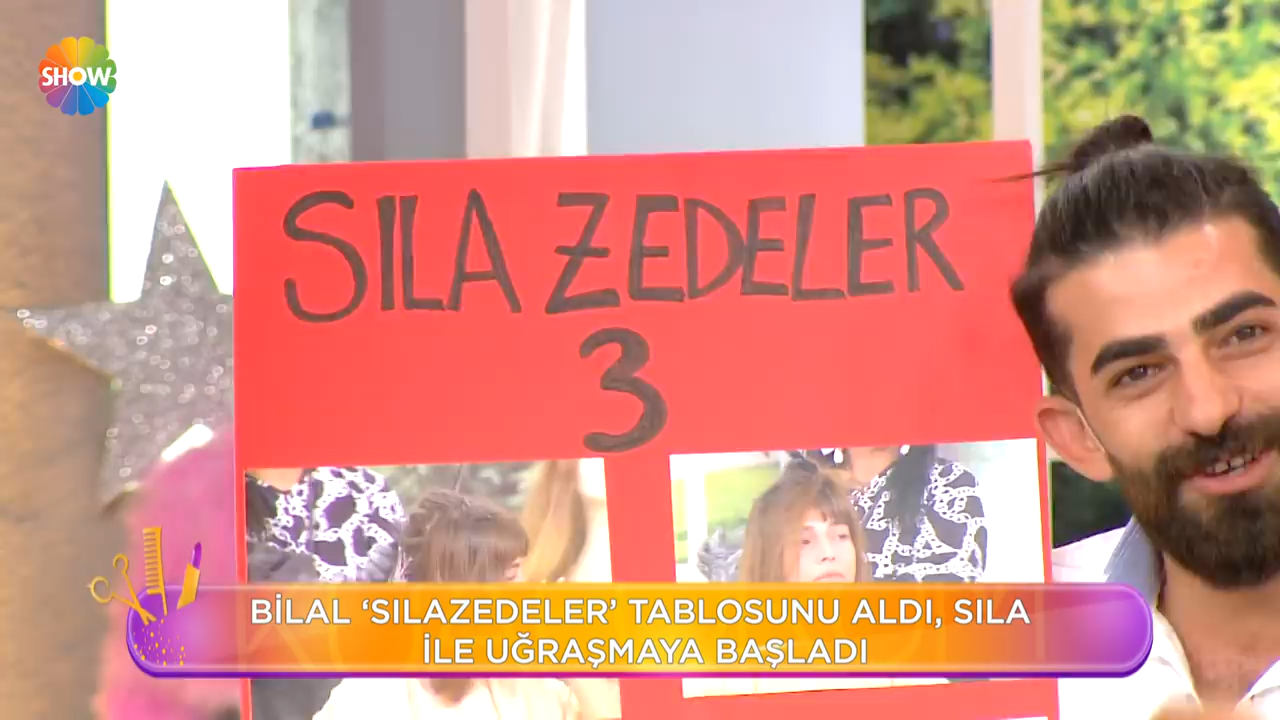 SHOW
SILA ZEDELER
3
BİLAL ‘SILAZEDELER’ TABLOSUNU ALDI, SILA
İLE UĞRAŞMAYA BAŞLADI